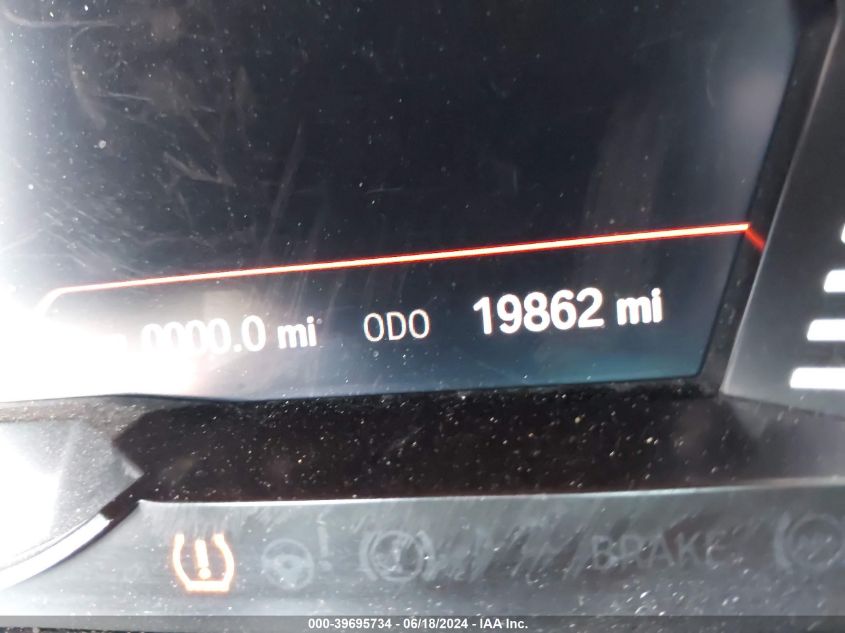 0000.0 mi ODO 19862 mi
BRAKE
000-39695734 - 06/18/2024 - IAA Inc.